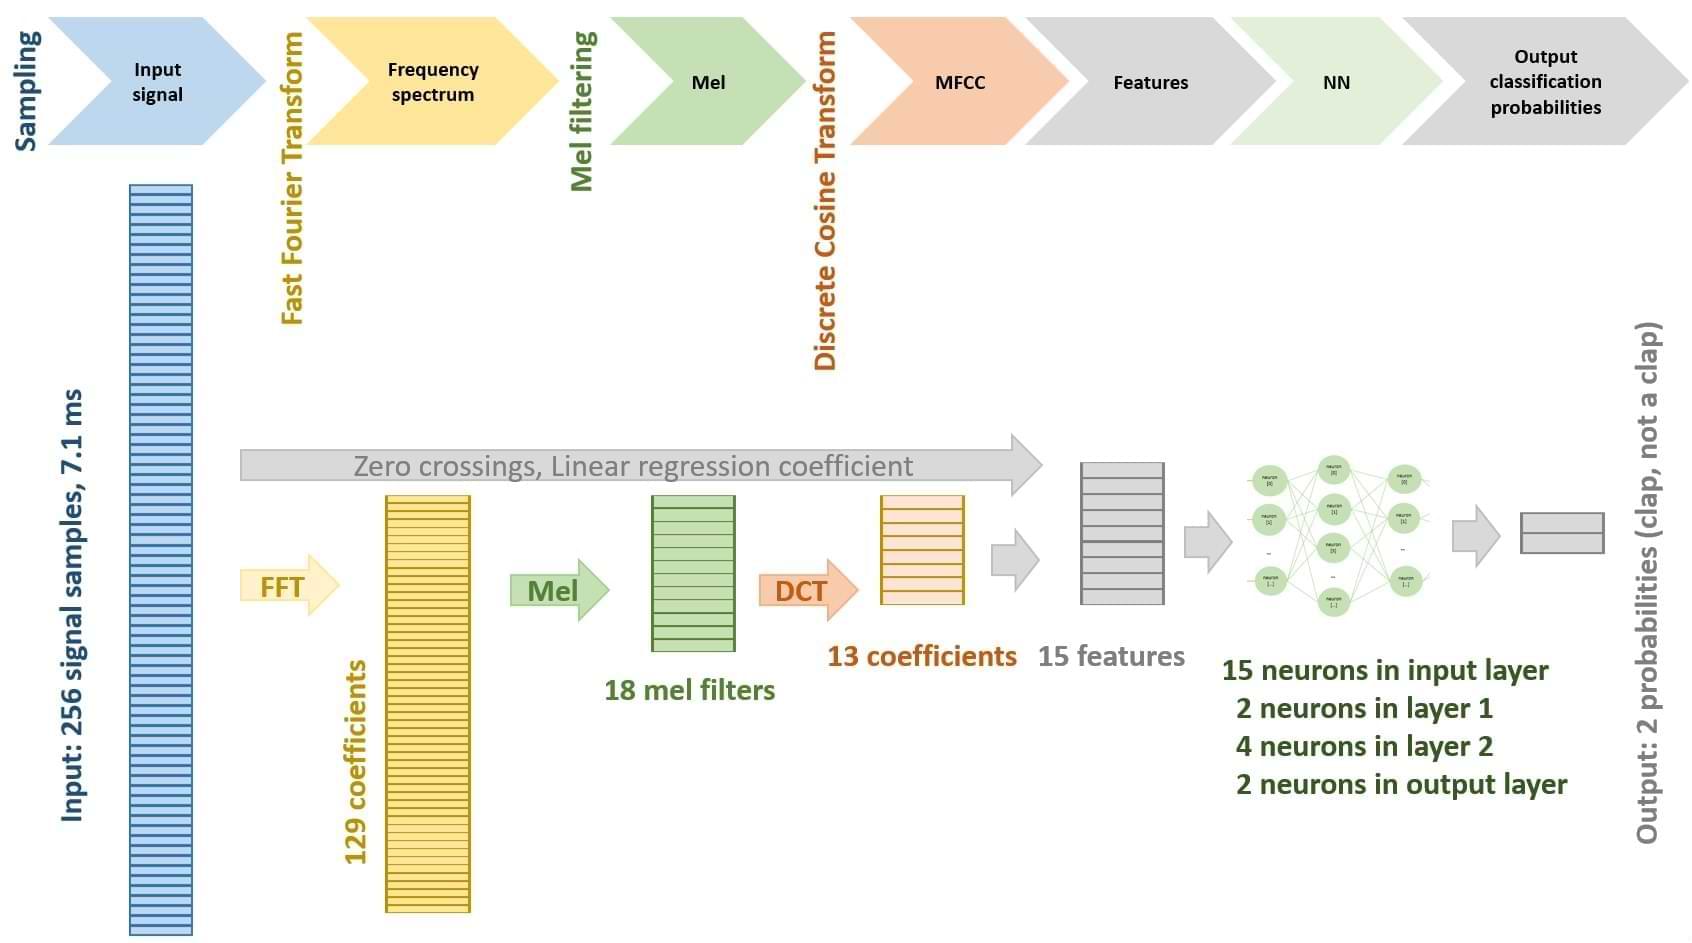 Sampling
Input
signal
Fast Fourier Transform
Frequency
spectrum
Mel filtering
Mel
Discrete Cosine Transform
MFCC
Features
NN
Output
classification
probabilities
Input: 256 signal samples, 7.1 ms
Zero crossings, Linear regression coefficient
FFT
129 coefficients
Mel
18 mel filters
DCT
13 coefficients
15 features
neuron
[0]
neuron
[1]
...
neuron
[...]
neuron
[0]
neuron
[1]
neuron
[3]
...
neuron
[...]
neuron
[0]
neuron
[1]
...
neuron
[...]
15 neurons in input layer
2 neurons in layer 1
4 neurons in layer 2
2 neurons in output layer
Output: 2 probabilities (clap, not a clap)